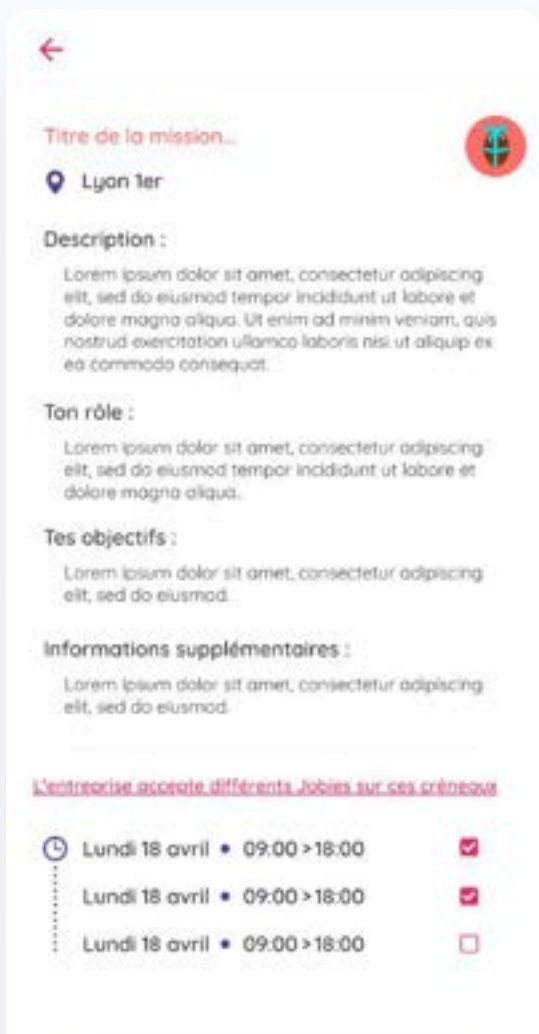 Titre de la mission...
Lyon 1er
Description :
Lorem ipsum dolor sit amet, consectetur adipiscing
elit, sed do eiusmod tempor incididunt ut labore et
dolore magna aliqua. Ut enim ad minim veniam, quis
nostrud exercitation ullamco laboris nisi ut aliquip ex
ea commodo consequat.
Ton rôle :
Lorem ipsum dolor sit amet, consectetur adipiscing
elit, sed do eiusmod tempor incididunt ut labore et
dolore magna aliqua.
Tes objectifs :
Lorem ipsum dolor sit amet, consectetur adipiscing
elit, sed do eiusmod.
Informations supplémentaires :
Lorem ipsum dolor sit amet, consectetur adipiscing
elit, sed do eiusmod.
L'entreprise accepte différents Jobies sur ces créneaux
Lundi 18 avril • 09:00 > 18:00
Lundi 18 avril • 09:00 > 18:00
Lundi 18 avril • 09:00 > 18:00